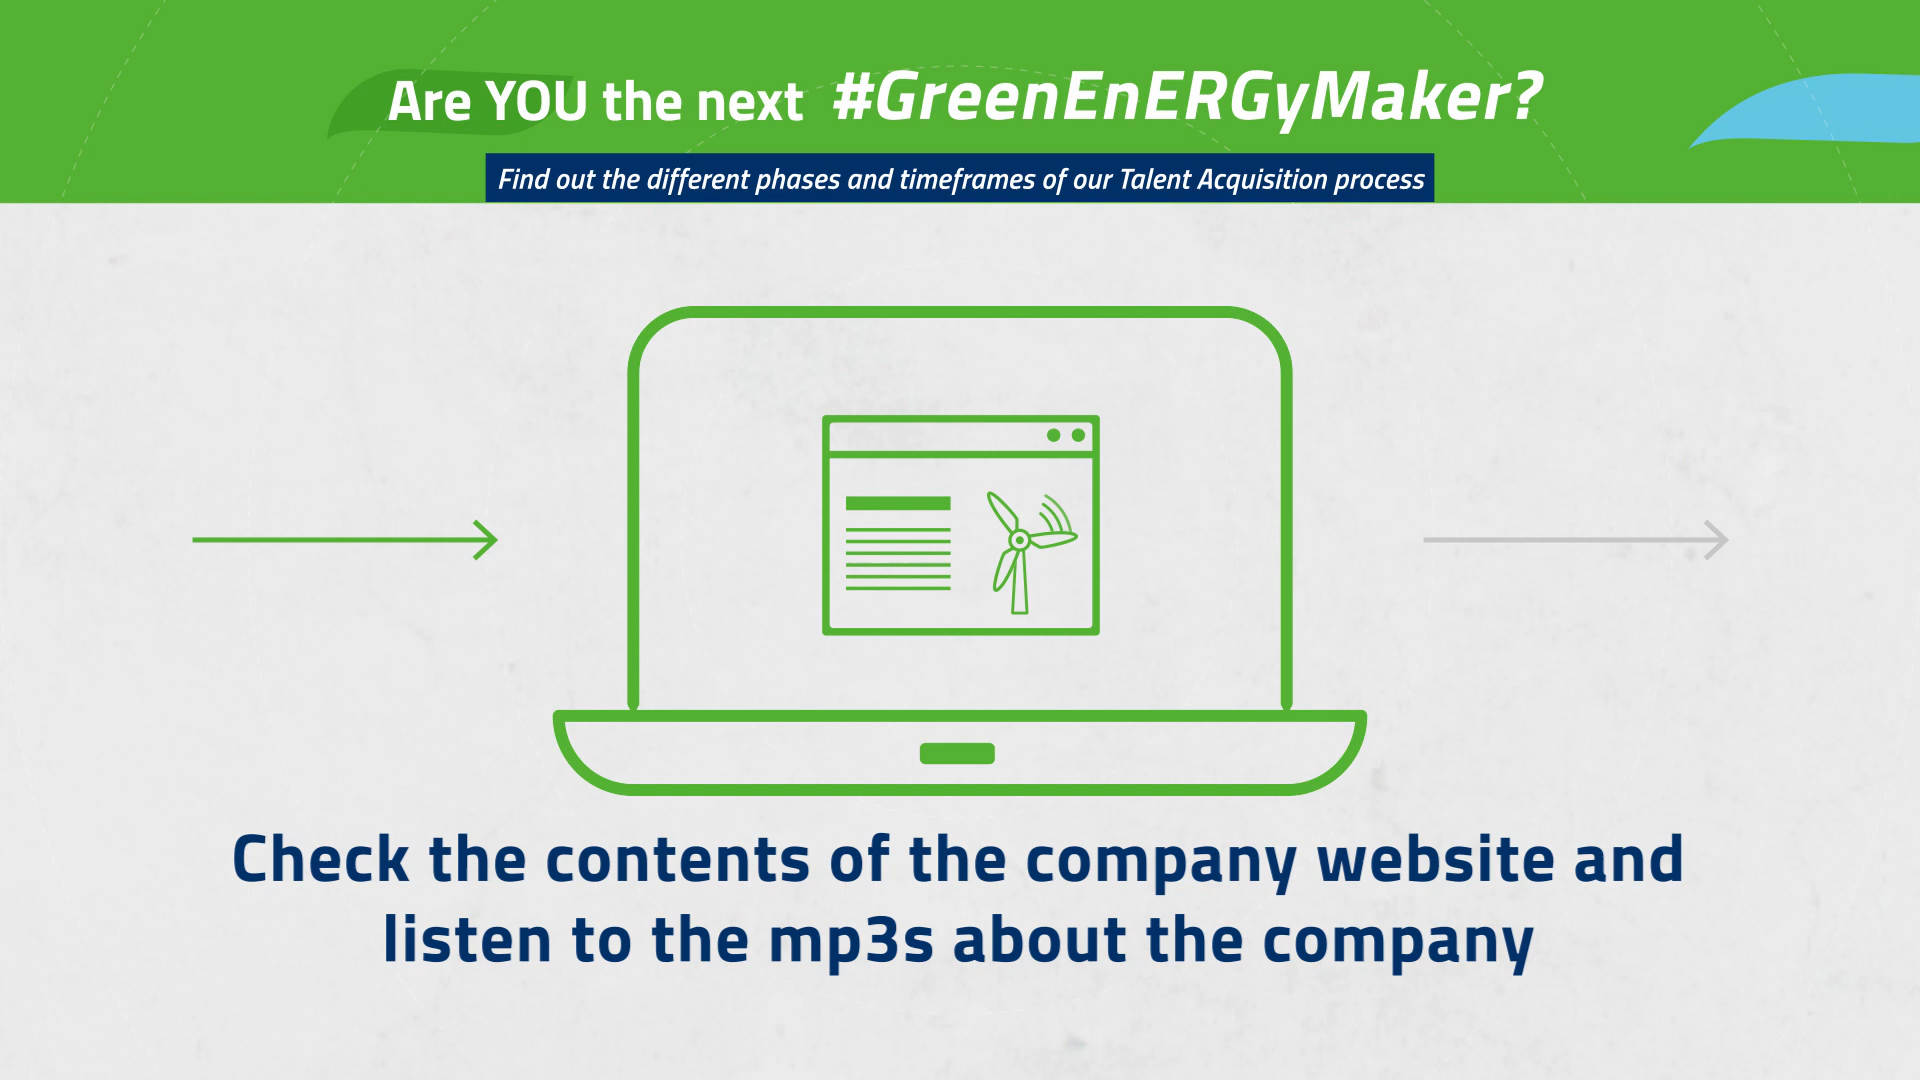 Are YOU the next #GreenEnERGyMaker?
Find out the different phases and timeframes of our Talent Acquisition process
Check the contents of the company website and
listen to the mp3s about the company